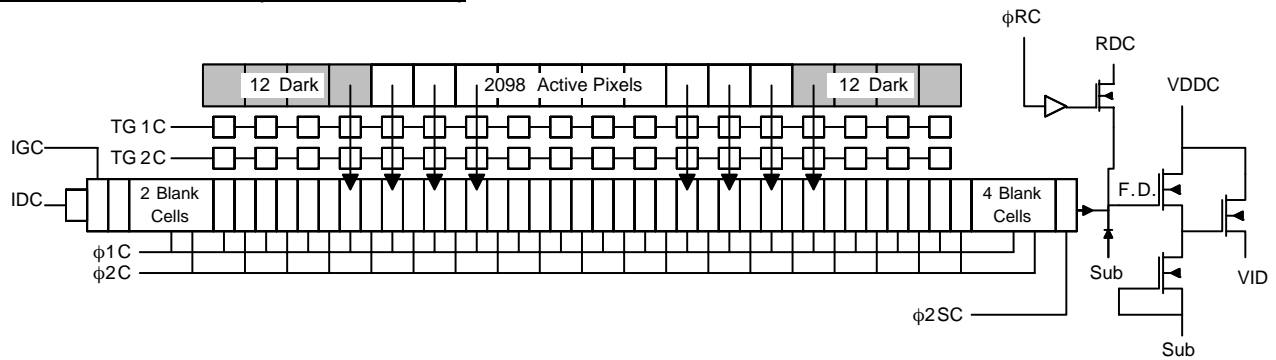 φRC
RDC
12 Dark
2098 Active Pixels
12 Dark
VDDC
TG 1C
IGC
TG 2C
IDC
2 Blank
Cells
4 Blank
Cells
F.D.
φ1C
φ2C
Sub
VID
φ2SC
Sub